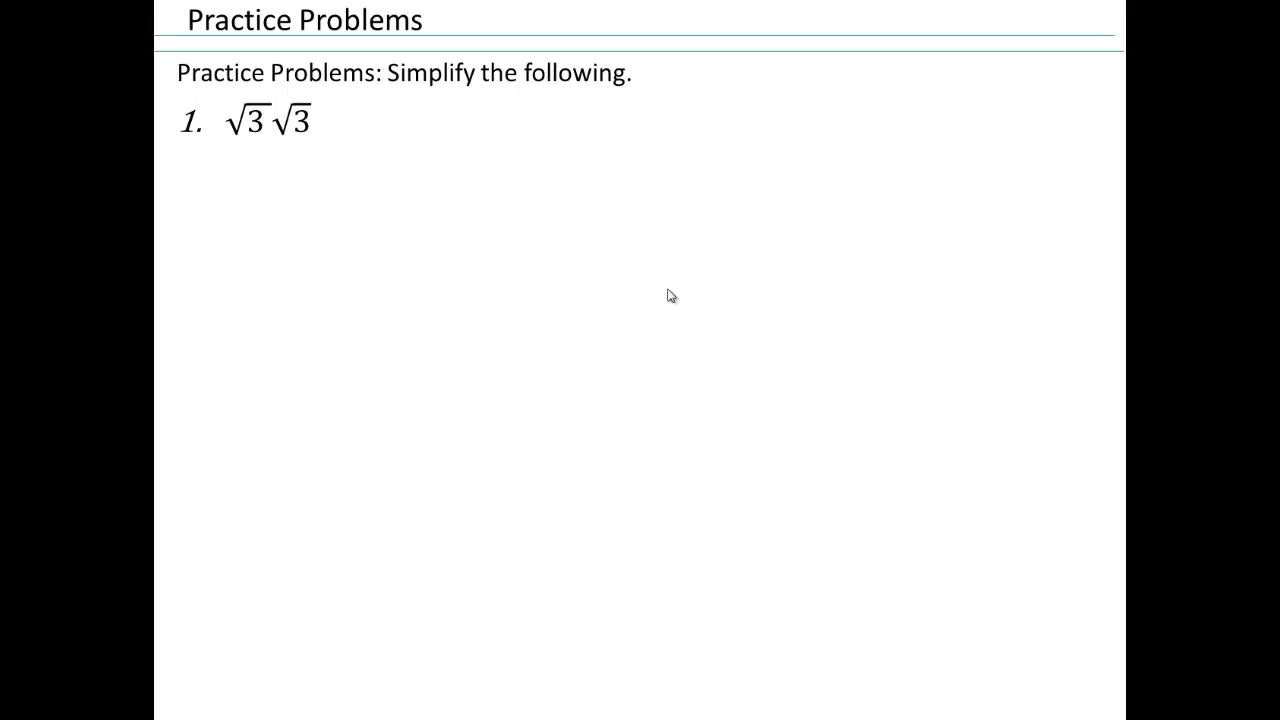 Practice Problems
Practice Problems: Simplify the following.
1. √3 √3